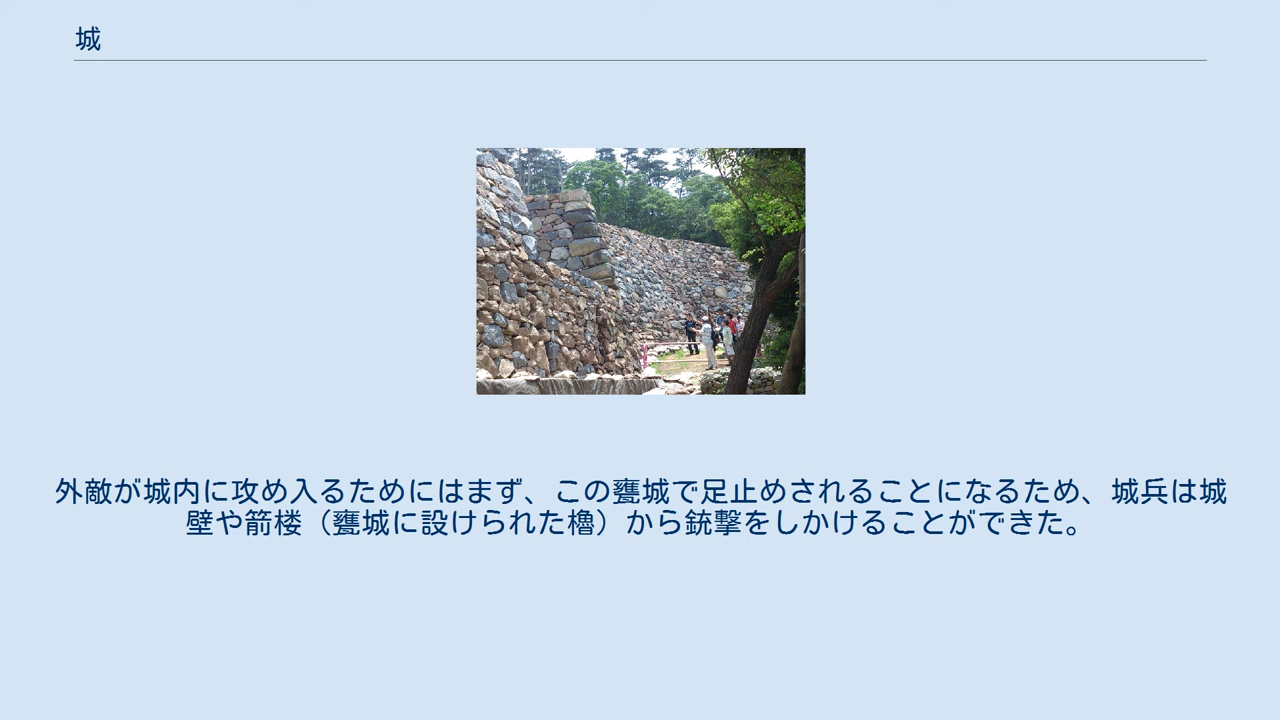 城
外敵が城内に攻め入るためにはまず、この甕城で足止めされることになるため、城兵は城
壁や箭楼（甕城に設けられた櫓）から銃撃をしかけることができた。